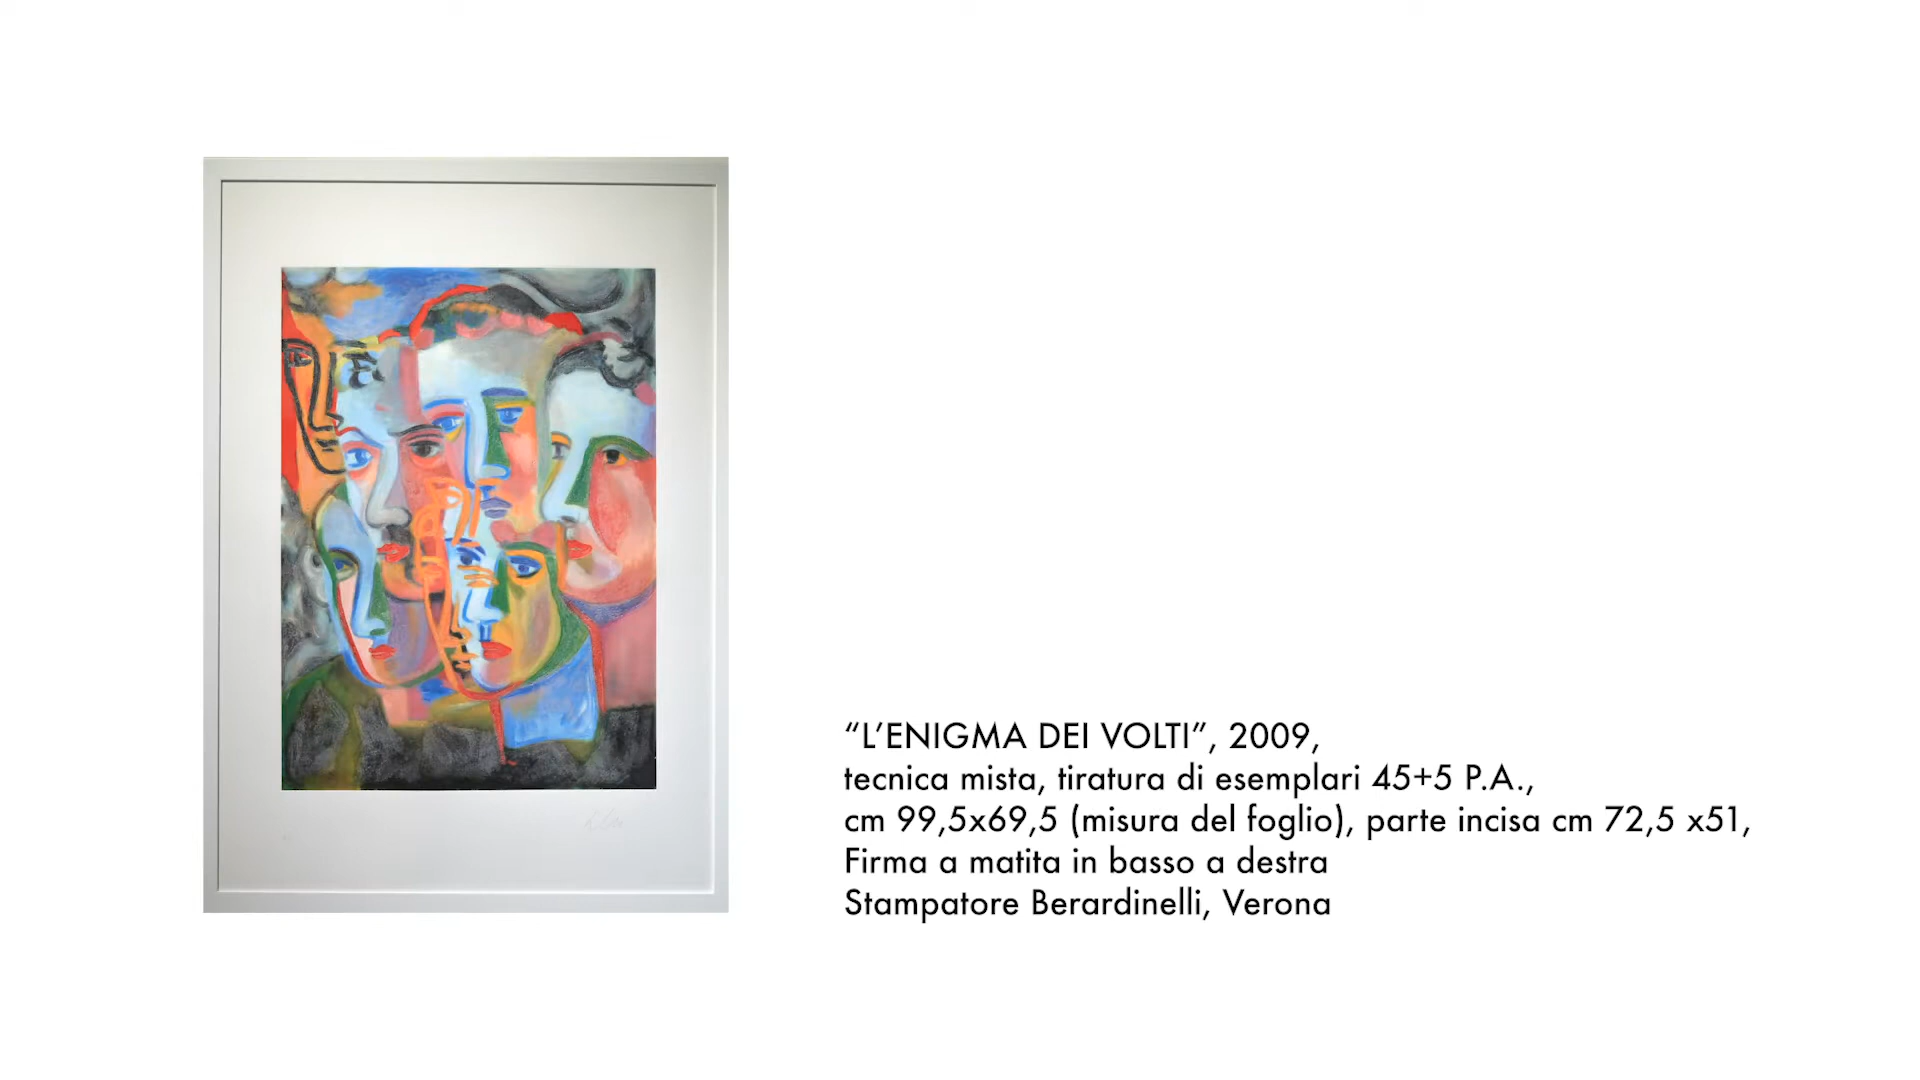 “L’ENIGMA DEI VOLTI”, 2009,
tecnica mista, tiratura di esemplari 45+5 P.A.,
cm 99,5x69,5 (misura del foglio), parte incisa cm 72,5 x51,
Firma a matita in basso a destra
Stampatore Berardinelli, Verona